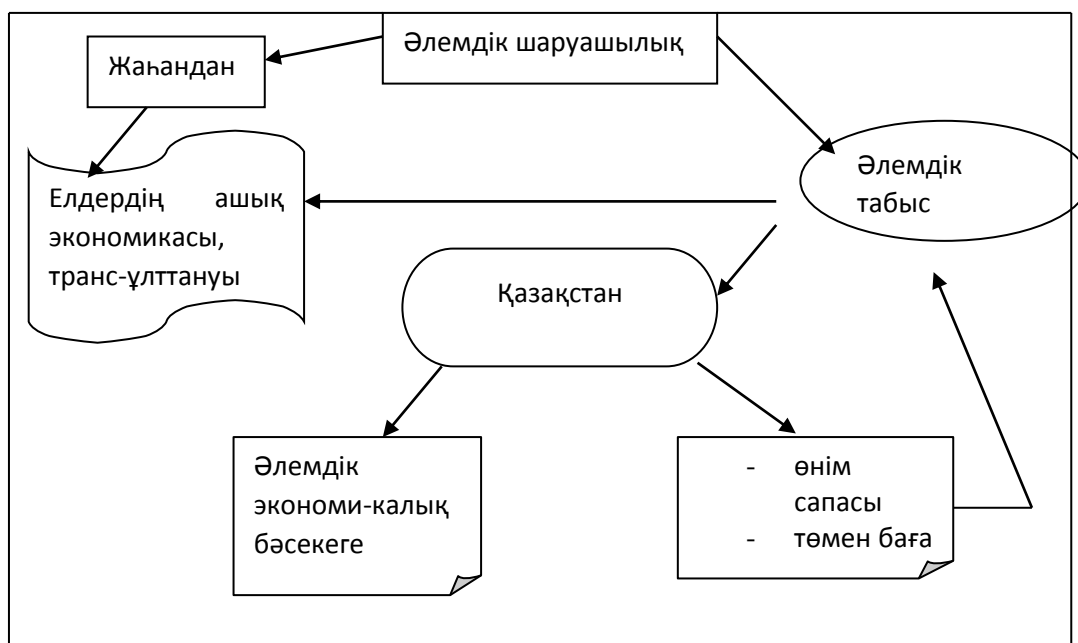 Әлемдік шаруашылық
Жаһандан
Әлемдік
табыс
Елдердің ашық
экономикасы,
транс-ұлттануы
Қазақстан
Әлемдік
экономи-калық
бәсекеге
- өнім
сапасы
- төмен баға